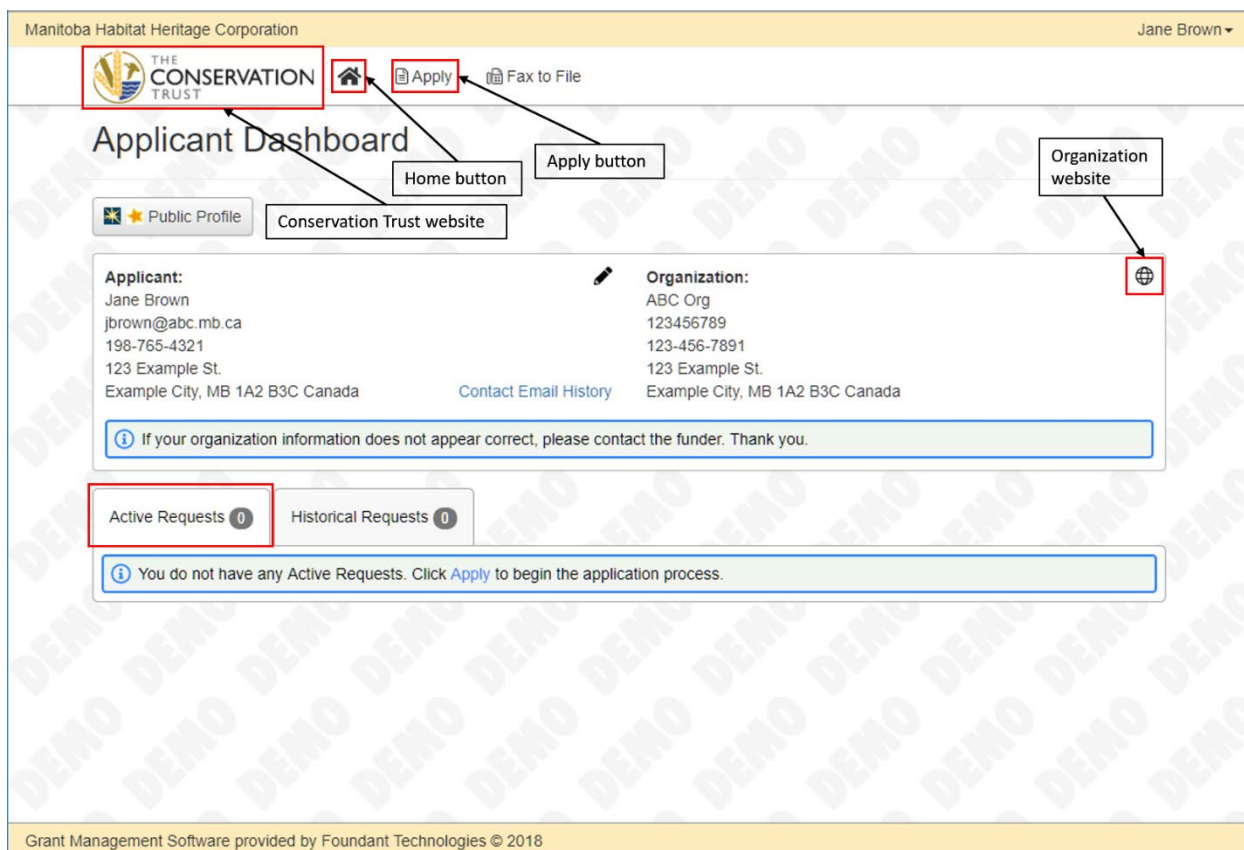 Manitoba Habitat Heritage Corporation
Jane Brown
THE
CONSERVATION
TRUST
Apply
Fax to File
Applicant Dashboard
Home button
Apply button
Organization
website
Public Profile
Conservation Trust website
Applicant:
Jane Brown
jbrown@abc.mb.ca
198-765-4321
123 Example St.
Example City, MB 1A2 B3C Canada
Contact Email History
Organization:
ABC Org
123456789
123-456-7891
123 Example St.
Example City, MB 1A2 B3C Canada
If your organization information does not appear correct, please contact the funder. Thank you.
Active Requests 0
Historical Requests 0
You do not have any Active Requests. Click Apply to begin the application process.
DEMO
Grant Management Software provided by Foundant Technologies © 2018